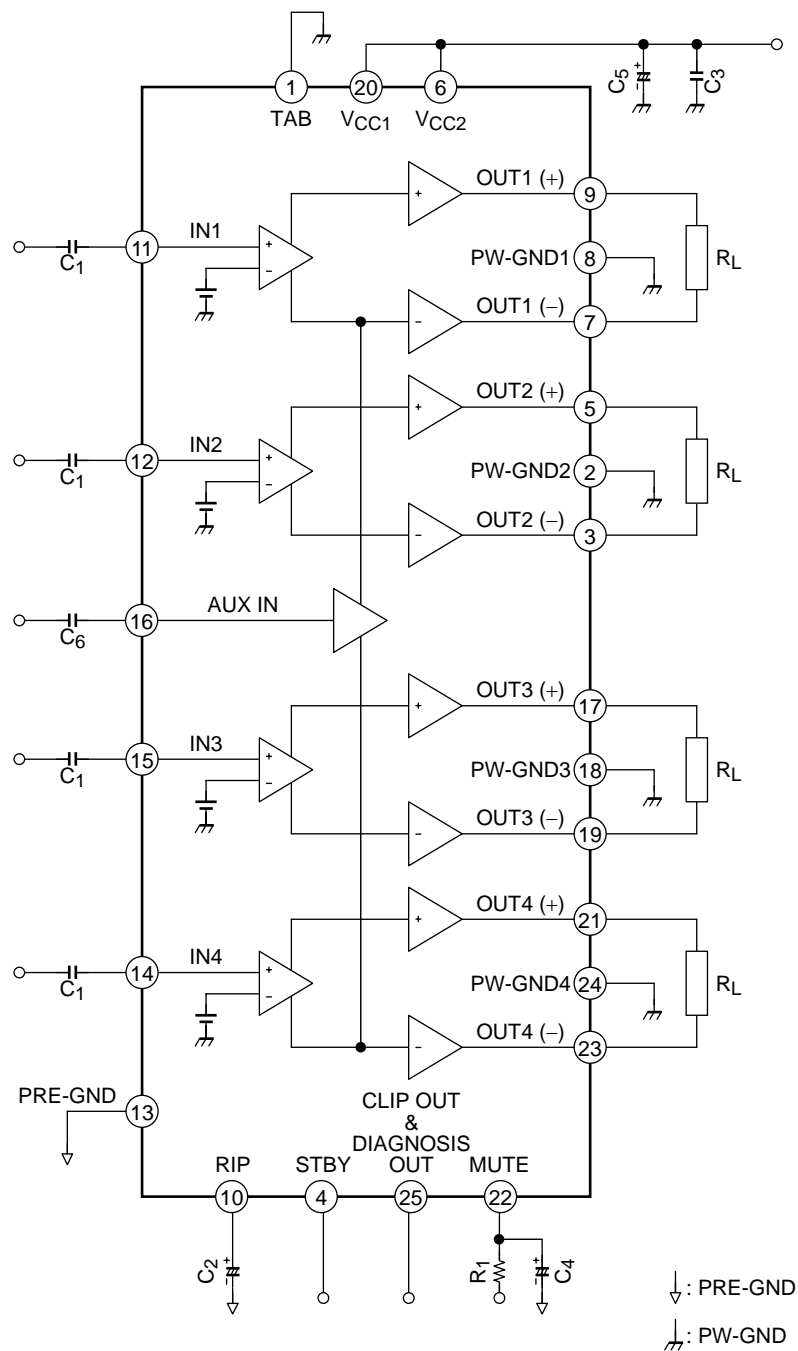 1 20 6
TAB VCC1 VCC2
C5 + - C3
OUT1 (+) 9
11 IN1 + - +
C1
PW-GND1 8 RL
OUT1 (−) 7
-
OUT2 (+) 5
+
12 IN2 + -
C1
PW-GND2 2 RL
OUT2 (−) 3
-
16 AUX IN
C6
OUT3 (+) 17
+
15 IN3 + -
C1
PW-GND3 18 RL
OUT3 (−) 19
-
OUT4 (+) 21
+
14 IN4 + -
C1
PW-GND4 24 RL
OUT4 (−) 23
-
PRE-GND 13
CLIP OUT
&
DIAGNOSIS
RIP STBY OUT MUTE
10 4 25 22
C2 + - R1 + - C4
: PRE-GND
: PW-GND